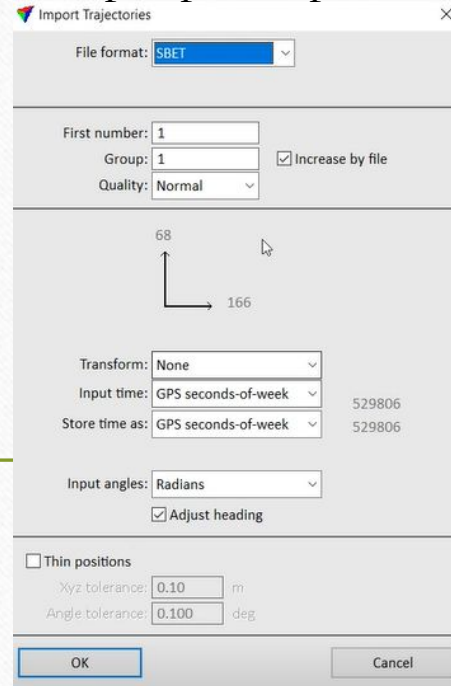 Import Trajectories
File format: SBET
First number: 1
Group: 1 Increase by file
Quality: Normal
68
166
Transform: None
Input time: GPS seconds-of-week 529806
Store time as: GPS seconds-of-week 529806
Input angles: Radians
Adjust heading
Thin positions
Xyz tolerance: 0.10 m
Angle tolerance: 0.100 deg
OK Cancel